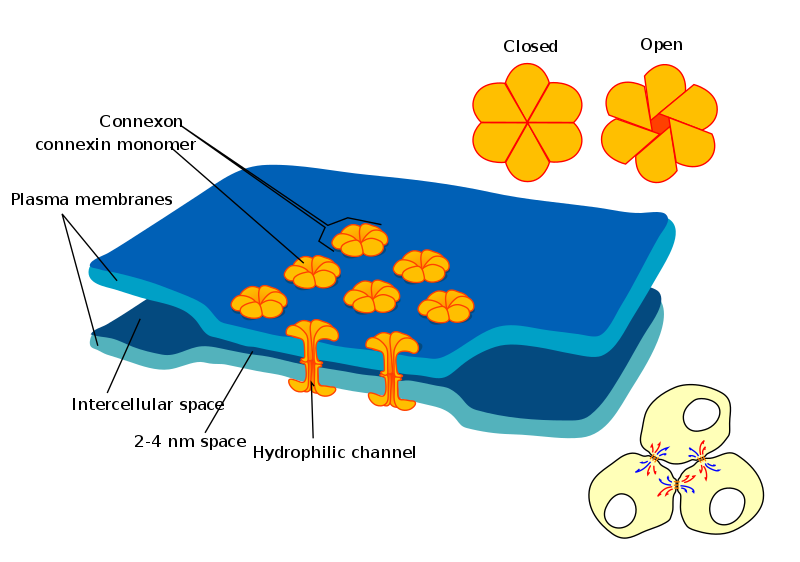 Closed
Open
Connexon
connexin monomer
Plasma membranes
Intercellular space
2-4 nm space
Hydrophilic channel